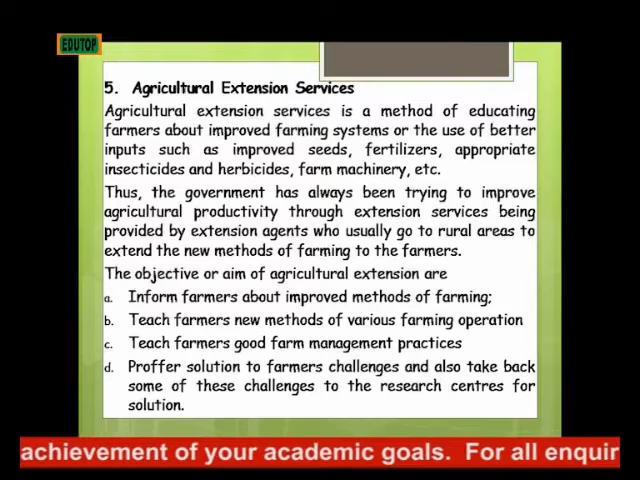 EDUTOP
5. Agricultural Extension Services
Agricultural extension services is a method of educating
farmers about improved farming systems or the use of better
inputs such as improved seeds, fertilizers, appropriate
insecticides and herbicides, farm machinery, etc.
Thus, the government has always been trying to improve
agricultural productivity through extension services being
provided by extension agents who usually go to rural areas to
extend the new methods of farming to the farmers.
The objective or aim of agricultural extension are
a. Inform farmers about improved methods of farming;
b. Teach farmers new methods of various farming operation
c. Teach farmers good farm management practices
d. Proffer solution to farmers challenges and also take back
some of these challenges to the research centres for
solution.
achievement of your academic goals. For all enquir